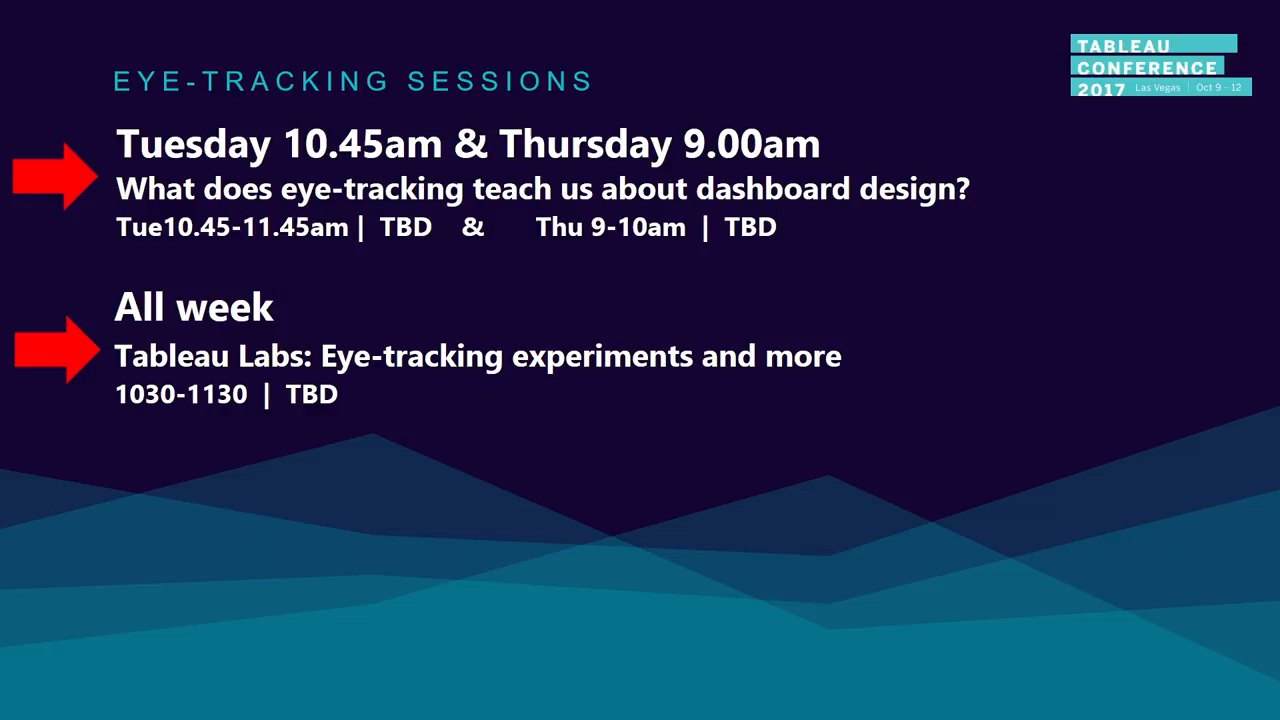 EYE-TRACKING SESSIONS
TABLEAU
CONFERENCE
2017 Las Vegas | Oct 9 - 12
Tuesday 10.45am & Thursday 9.00am
What does eye-tracking teach us about dashboard design?
Tue10.45-11.45am | TBD & Thu 9-10am | TBD
All week
Tableau Labs: Eye-tracking experiments and more
1030-1130 | TBD